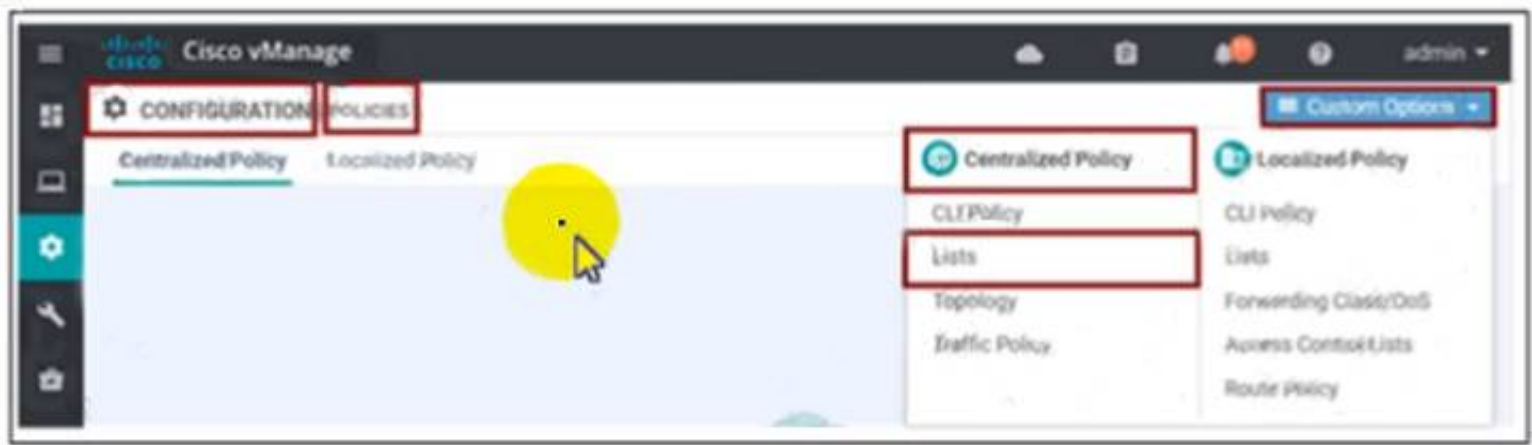 cisco Cisco vManage
admin
CONFIGURATION POLICIES
Custom Options
Centralized Policy Localized Policy
Centralized Policy
CLI Policy
Lists
Topology
Traffic Policy
Localized Policy
CLI Policy
Lists
Forwarding Class/QoS
Access Control Lists
Route Policy